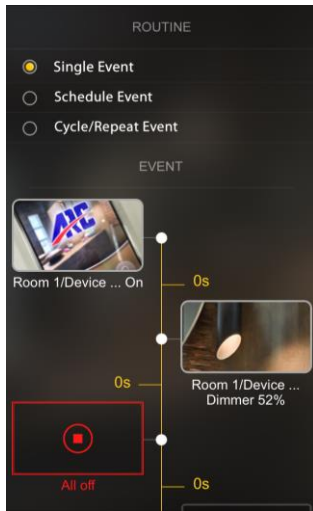 ROUTINE
Single Event
Schedule Event
Cycle/Repeat Event
EVENT
ARC
Room 1/Device ... On
0s
Room 1/Device ...
Dimmer 52%
0s
All off
0s